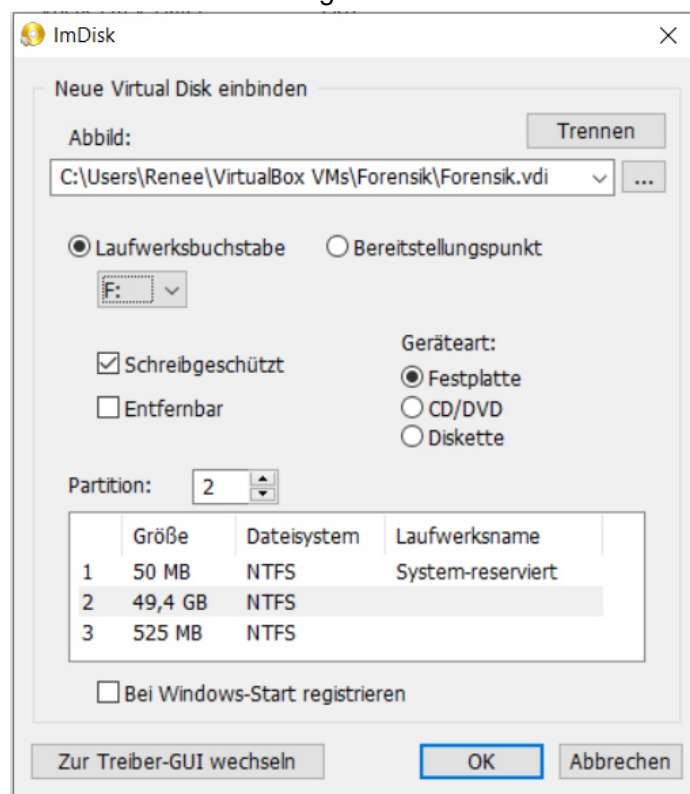 ImDisk
Neue Virtual Disk einbinden
Trennen
Abbild:
C:\Users\Renee\VirtualBox VMs\Forensik\Forensik.vdi ...
Laufwerksbuchstabe Bereitstellungspunkt
F:
Geräteart:
Schreibgeschützt
Festplatte
Entfernbar
CD/DVD
Diskette
Partition: 2
Größe Dateisystem Laufwerksname
1 50 MB NTFS System-reserviert
2 49,4 GB NTFS
3 525 MB NTFS
Bei Windows-Start registrieren
Zur Treiber-GUI wechseln OK Abbrechen